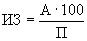 ИЗ = А · 100 / П